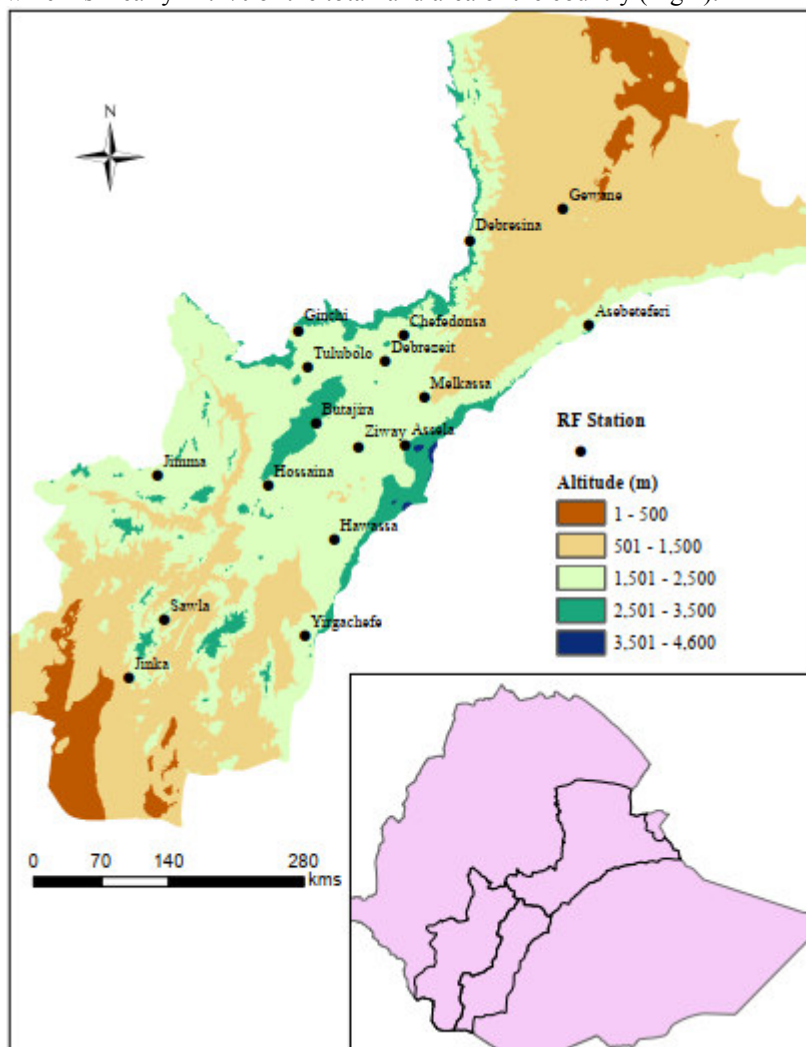 N
Gewane
Debresina
Ginchi
Chefedonsa
Asebeteferi
Tulubolo
Debrezeit
Melkassa
Butajira
RF Station
Ziway
Assela
Jimma
Hossaina
Altitude (m)
1 - 500
501 - 1,500
Hawassa
1,501 - 2,500
2,501 - 3,500
Sawla
Yirgachefe
3,501 - 4,600
Jinka
0 70 140 280
kms